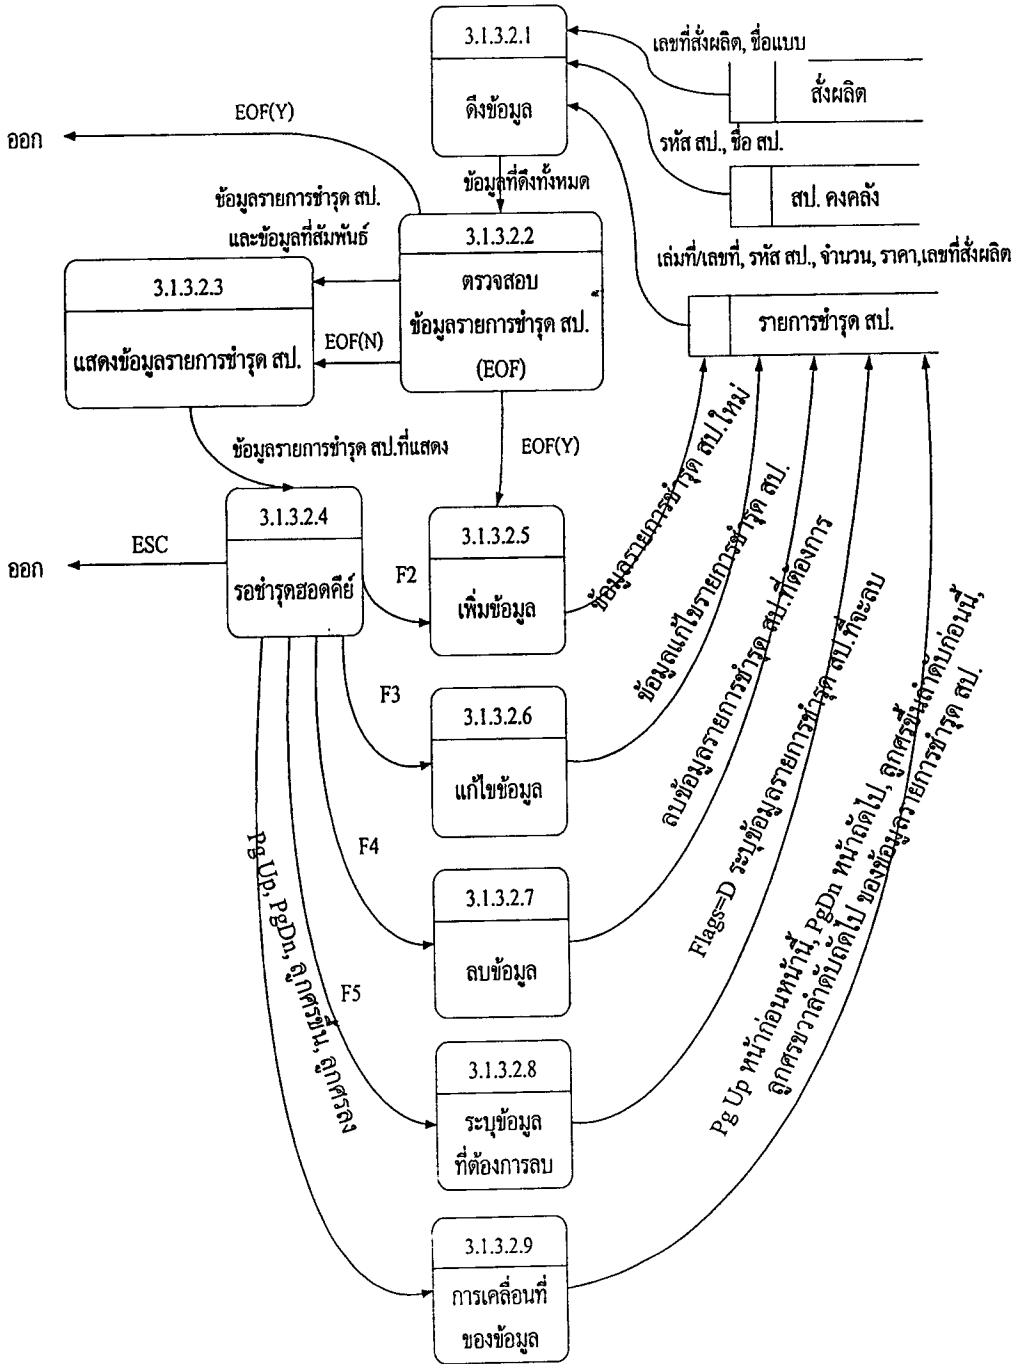 3.1.3.2.1
ดึงข้อมูล
เลขที่สั่งผลิต, ชื่อแบบ
สั่งผลิต
EOF(Y)
ออก
รหัส สป., ชื่อ สป.
สป. คงคลัง
ข้อมูลที่ดึงทั้งหมด
ข้อมูลรายการชำรุด สป.
และข้อมูลที่สัมพันธ์
3.1.3.2.2
ตรวจสอบ
ข้อมูลรายการชำรุด สป.
(EOF)
เล่มที่/เลขที่, รหัส สป., จำนวน, ราคา,เลขที่สั่งผลิต
รายการชำรุด สป.
3.1.3.2.3
แสดงข้อมูลรายการชำรุด สป.
EOF(N)
ข้อมูลรายการชำรุด สป.ที่แสดง
EOF(Y)
3.1.3.2.4
รอชำรุดฮอดคีย์
ESC
ออก
F2
3.1.3.2.5
เพิ่มข้อมูล
ข้อมูลรายการชำรุด สป.ใหม่
F3
3.1.3.2.6
แก้ไขข้อมูล
ข้อมูลแก้ไขรายการชำรุด สป.
F4
3.1.3.2.7
ลบข้อมูล
ลบข้อมูลรายการชำรุด สป.ที่ต้องการ
F5
3.1.3.2.8
ระบุข้อมูล
ที่ต้องการลบ
Flags=D ระบุข้อมูลรายการชำรุด สป.ที่จะลบ
Pg Up, PgDn, ลูกศรขึ้น, ลูกศรลง
3.1.3.2.9
การเคลื่อนที่
ของข้อมูล
Pg Up หน้าก่อนหน้านี้, PgDn หน้าถัดไป, ลูกศรขึ้นลำดับก่อนนี้,
ลูกศรขวาลำดับถัดไป ของข้อมูลรายการชำรุด สป.